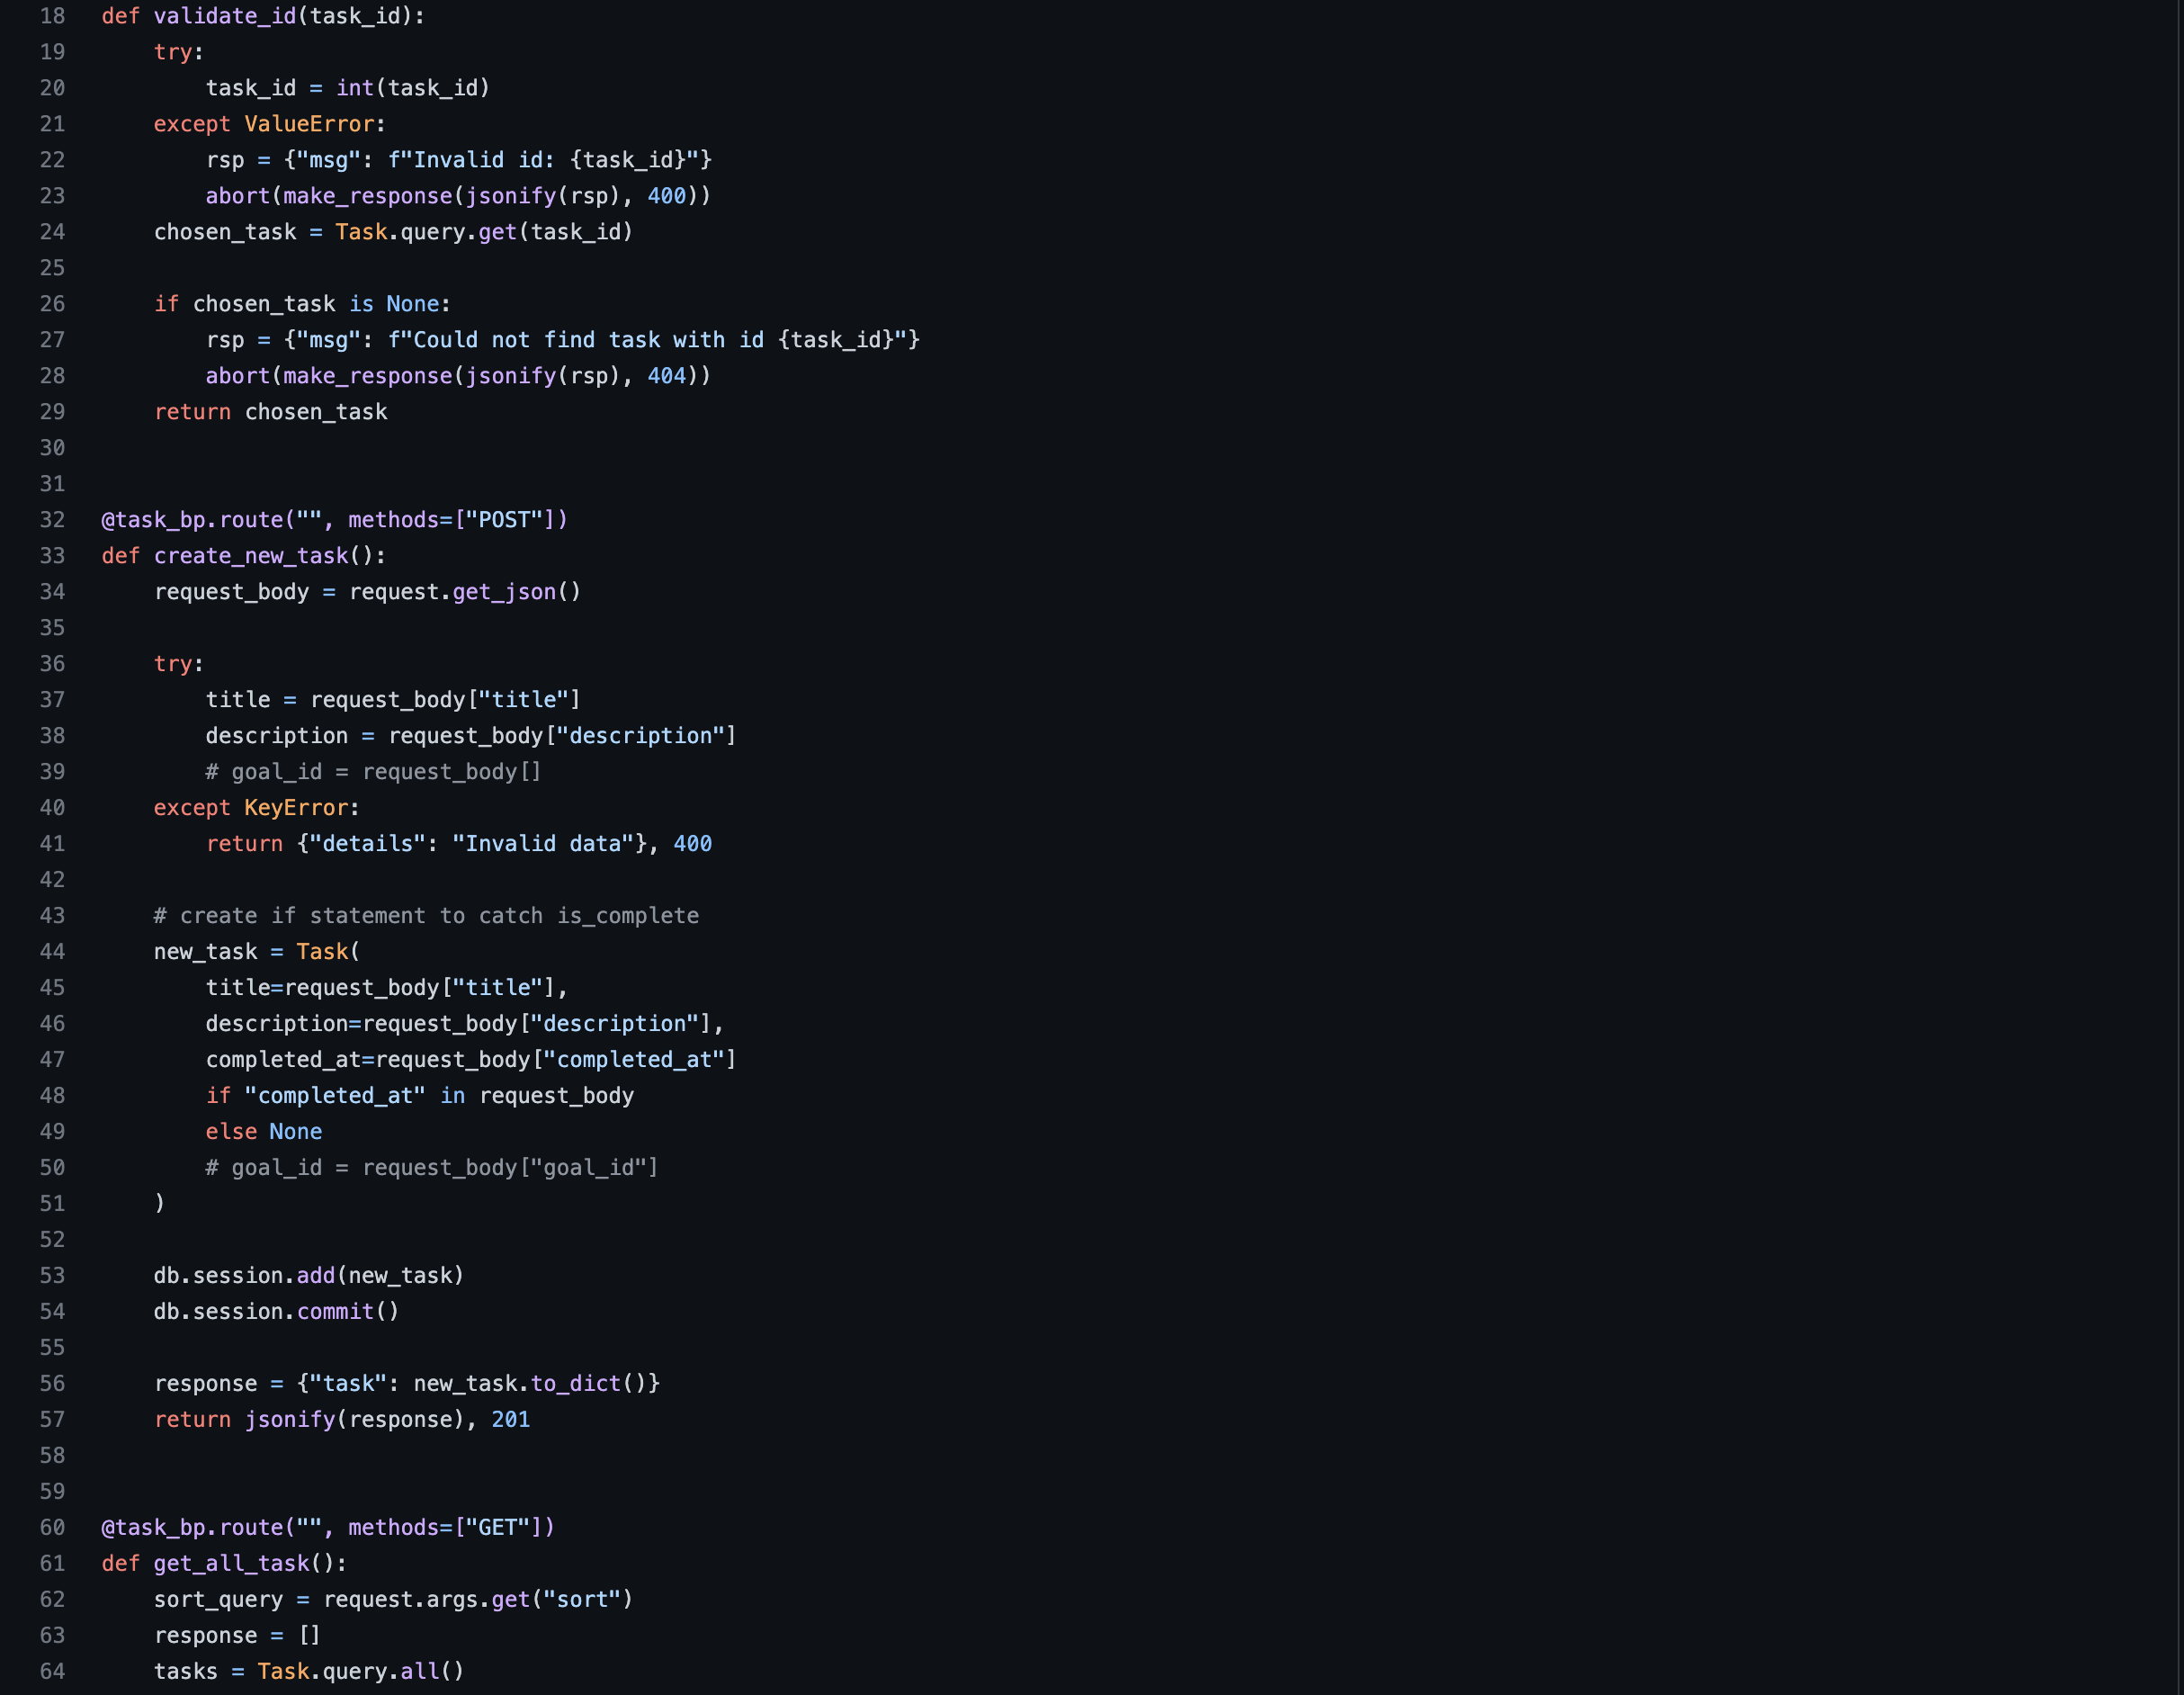 18 def validate_id(task_id):
19     try:
20         task_id = int(task_id)
21     except ValueError:
22         rsp = {"msg": f"Invalid id: {task_id}"}
23         abort(make_response(jsonify(rsp), 400))
24     chosen_task = Task.query.get(task_id)
25
26     if chosen_task is None:
27         rsp = {"msg": f"Could not find task with id {task_id}"}
28         abort(make_response(jsonify(rsp), 404))
29     return chosen_task
30
31
32 @task_bp.route("", methods=["POST"])
33 def create_new_task():
34     request_body = request.get_json()
35
36     try:
37         title = request_body["title"]
38         description = request_body["description"]
39         # goal_id = request_body[]
40     except KeyError:
41         return {"details": "Invalid data"}, 400
42
43     # create if statement to catch is_complete
44     new_task = Task(
45         title=request_body["title"],
46         description=request_body["description"],
47         completed_at=request_body["completed_at"]
48         if "completed_at" in request_body
49         else None
50         # goal_id = request_body["goal_id"]
51     )
52
53     db.session.add(new_task)
54     db.session.commit()
55
56     response = {"task": new_task.to_dict()}
57     return jsonify(response), 201
58
59
60 @task_bp.route("", methods=["GET"])
61 def get_all_task():
62     sort_query = request.args.get("sort")
63     response = []
64     tasks = Task.query.all()